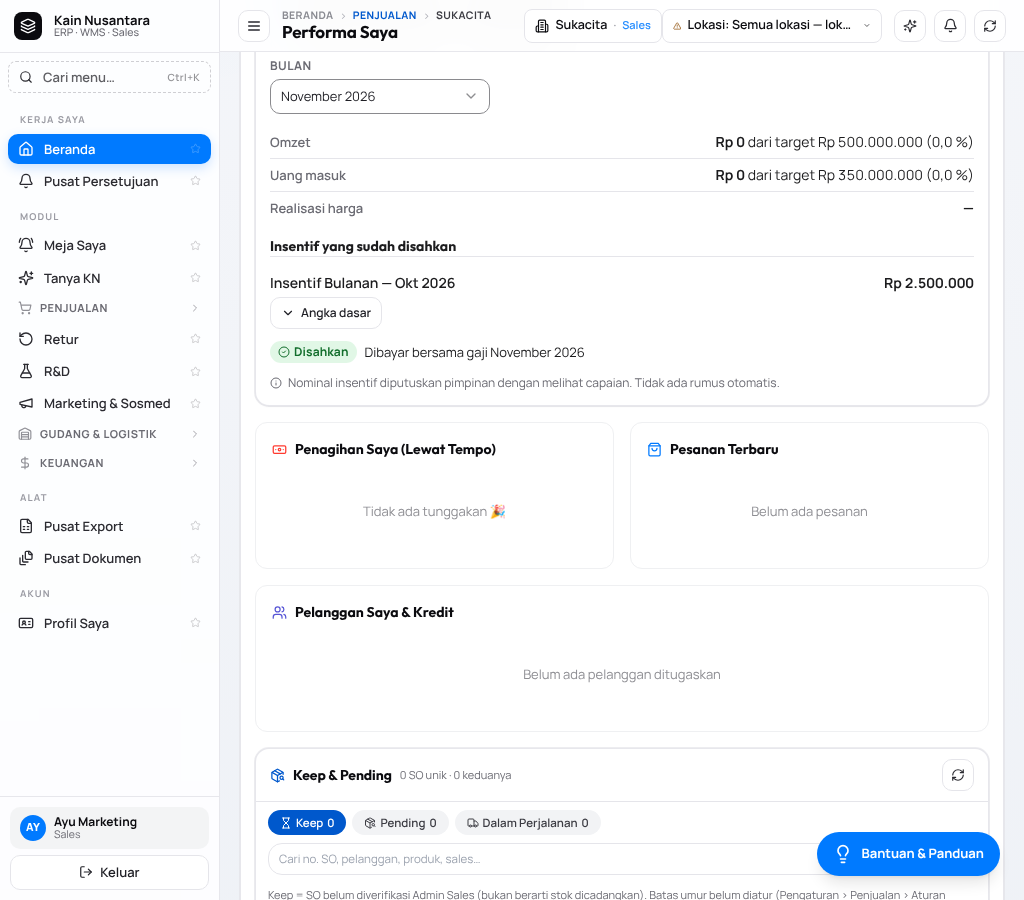 Kain Nusantara
ERP · WMS · Sales
Cari menu... Ctrl+K
KERJA SAYA
Beranda
Pusat Persetujuan
MODUL
Meja Saya
Tanya KN
PENJUALAN
Retur
R&D
Marketing & Sosmed
GUDANG & LOGISTIK
KEUANGAN
ALAT
Pusat Export
Pusat Dokumen
AKUN
Profil Saya
AY
Ayu Marketing
Sales
Keluar
BERANDA › PENJUALAN › SUKACITA
Performa Saya
Sukacita · Sales
Lokasi: Semua lokasi — lok...
BULAN
November 2026
Omzet Rp 0 dari target Rp 500.000.000 (0,0 %)
Uang masuk Rp 0 dari target Rp 350.000.000 (0,0 %)
Realisasi harga —
Insentif yang sudah disahkan
Insentif Bulanan — Okt 2026 Rp 2.500.000
Angka dasar
Disahkan Dibayar bersama gaji November 2026
Nominal insentif diputuskan pimpinan dengan melihat capaian. Tidak ada rumus otomatis.
Penagihan Saya (Lewat Tempo)
Tidak ada tunggakan 🎉
Pesanan Terbaru
Belum ada pesanan
Pelanggan Saya & Kredit
Belum ada pelanggan ditugaskan
Keep & Pending 0 SO unik · 0 keduanya
Keep 0 Pending 0 Dalam Perjalanan 0
Cari no. SO, pelanggan, produk, sales...
Bantuan & Panduan
Keep = SO belum diverifikasi Admin Sales (bukan berarti stok dicadangkan). Batas umur belum diatur (Pengaturan › Penjualan › Aturan